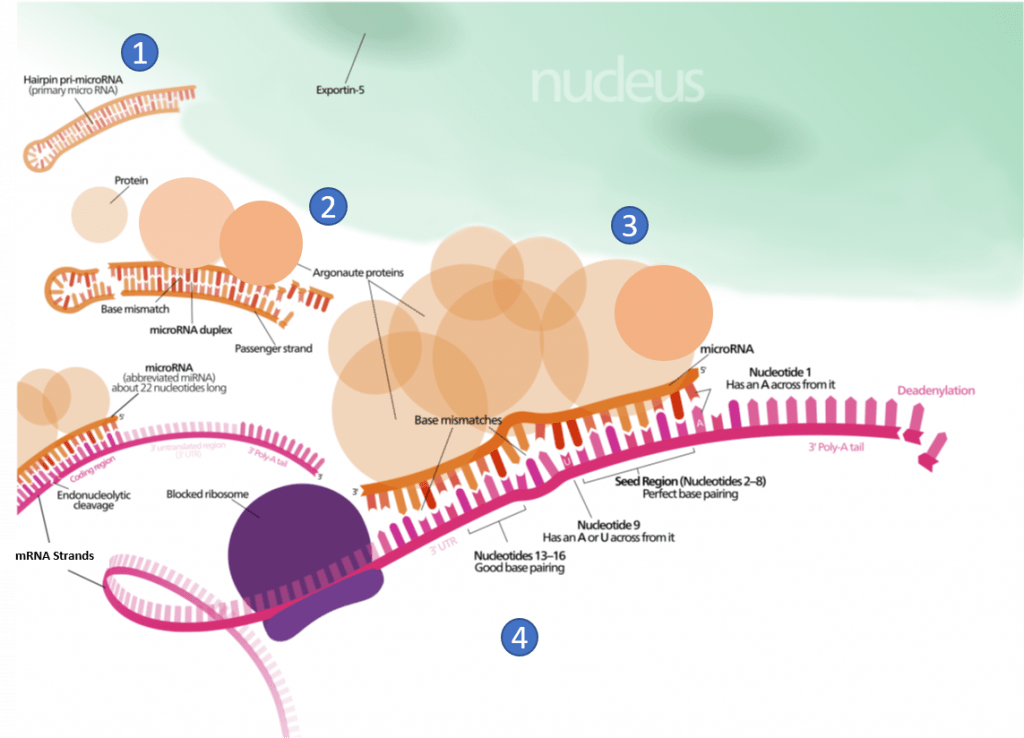 1
Hairpin pri-microRNA
(primary micro RNA)
Exportin-5
nucleus
Protein
2
3
Argonaute proteins
Base mismatch
microRNA duplex
Passenger strand
microRNA
(abbreviated miRNA)
about 22 nucleotides long
5'
Coding region
3' untranslated region
(3' UTR)
3' Poly-A tail
3'
Endonucleolytic
cleavage
Blocked ribosome
mRNA Strands
microRNA
5'
Nucleotide 1
Has an A across from it
Deadenylation
Base mismatches
A
U
3' Poly-A tail
3'
Seed Region (Nucleotides 2–8)
Perfect base pairing
Nucleotide 9
Has an A or U across from it
3' UTR
Nucleotides 13–16
Good base pairing
4